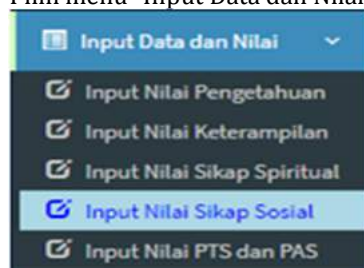 Pilih menu "Input Data dan Nilai
Input Data dan Nilai
Input Nilai Pengetahuan
Input Nilai Keterampilan
Input Nilai Sikap Spiritual
Input Nilai Sikap Sosial
Input Nilai PTS dan PAS